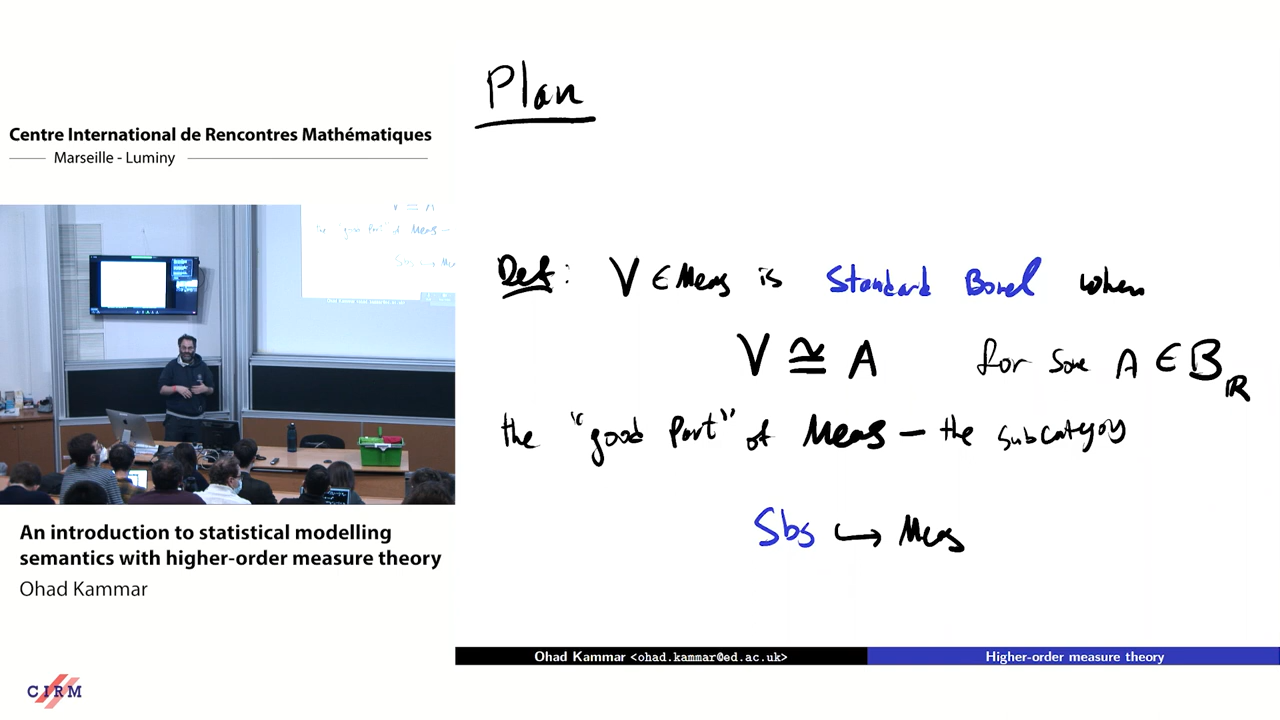 Centre International de Rencontres Mathématiques
Marseille - Luminy
An introduction to statistical modelling
semantics with higher-order measure theory
Ohad Kammar
CIRM
Plan
Def: V ∈ Meas is Standard Borel when
V ≅ A for some A ∈ B_ℝ
the "good part" of Meas – the subcategory
Sbs ↪ Meas
Ohad Kammar <ohad.kammar@ed.ac.uk>
Higher-order measure theory